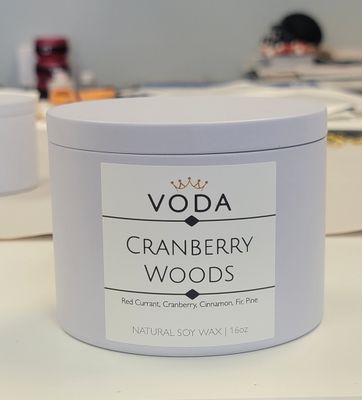 VODA
CRANBERRY
WOODS
Red Currant, Cranberry, Cinnamon, Fir, Pine
NATURAL SOY WAX | 16oz